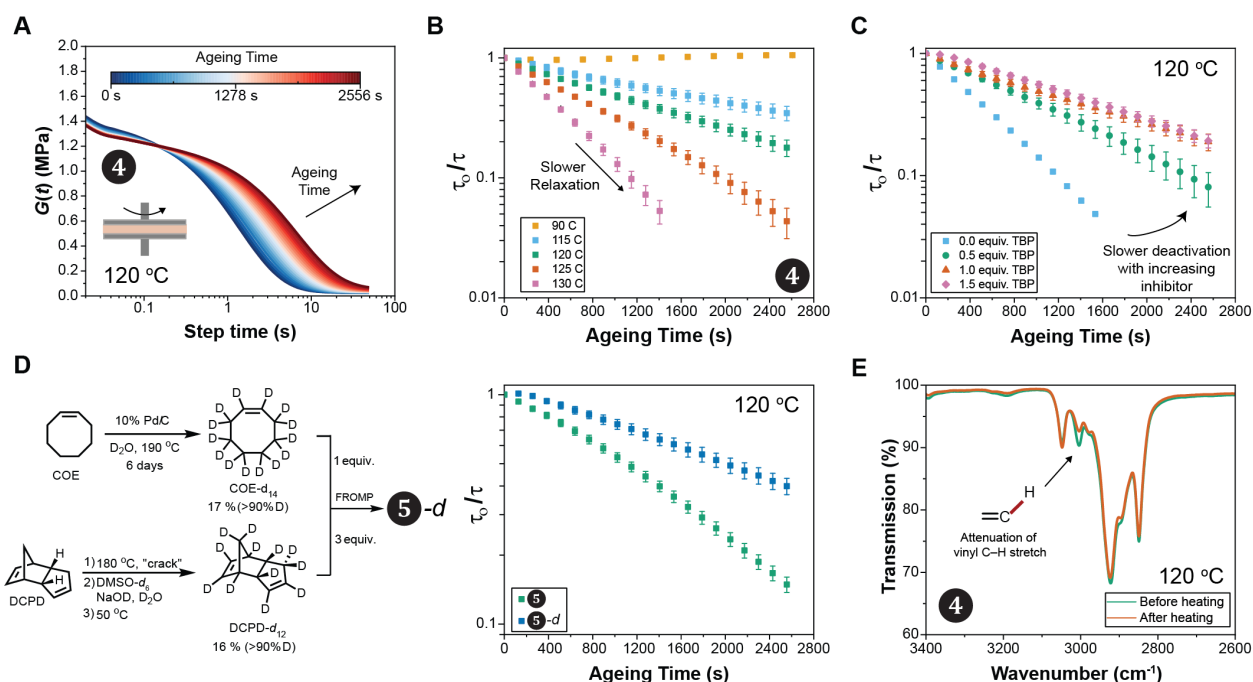 A
Ageing Time
0 s
1278 s
2556 s
2.0
1.8
1.6
1.4
1.2
1.0
0.8
0.6
0.4
0.2
0.0
G(t) (MPa)
4
Ageing
Time
120 °C
0.1
1
10
100
Step time (s)
B
1
0.1
0.01
τ₀/τ
Slower
Relaxation
90 C
115 C
120 C
125 C
130 C
4
0 400 800 1200 1600 2000 2400 2800
Ageing Time (s)
C
120 °C
1
0.1
0.01
τ₀/τ
0.0 equiv. TBP
0.5 equiv. TBP
1.0 equiv. TBP
1.5 equiv. TBP
Slower deactivation
with increasing
inhibitor
0 400 800 1200 1600 2000 2400 2800
Ageing Time (s)
D
COE
10% Pd/C
D₂O, 190 °C
6 days
D D D D D D D D D D D D D D
COE-d₁₄
17 % (>90% D)
1 equiv.
FROMP
3 equiv.
5-d
H
H
DCPD
1) 180 °C, "crack"
2) DMSO-d₆
NaOD, D₂O
3) 50 °C
D D D D D D D D D D D D
DCPD-d₁₂
16 % (>90% D)
120 °C
1
0.1
τ₀/τ
5
5-d
0 400 800 1200 1600 2000 2400 2800
Ageing Time (s)
E
100
90
80
70
60
Transmission (%)
H
=C
Attenuation of
vinyl C–H stretch
120 °C
4
Before heating
After heating
3400 3200 3000 2800 2600
Wavenumber (cm⁻¹)